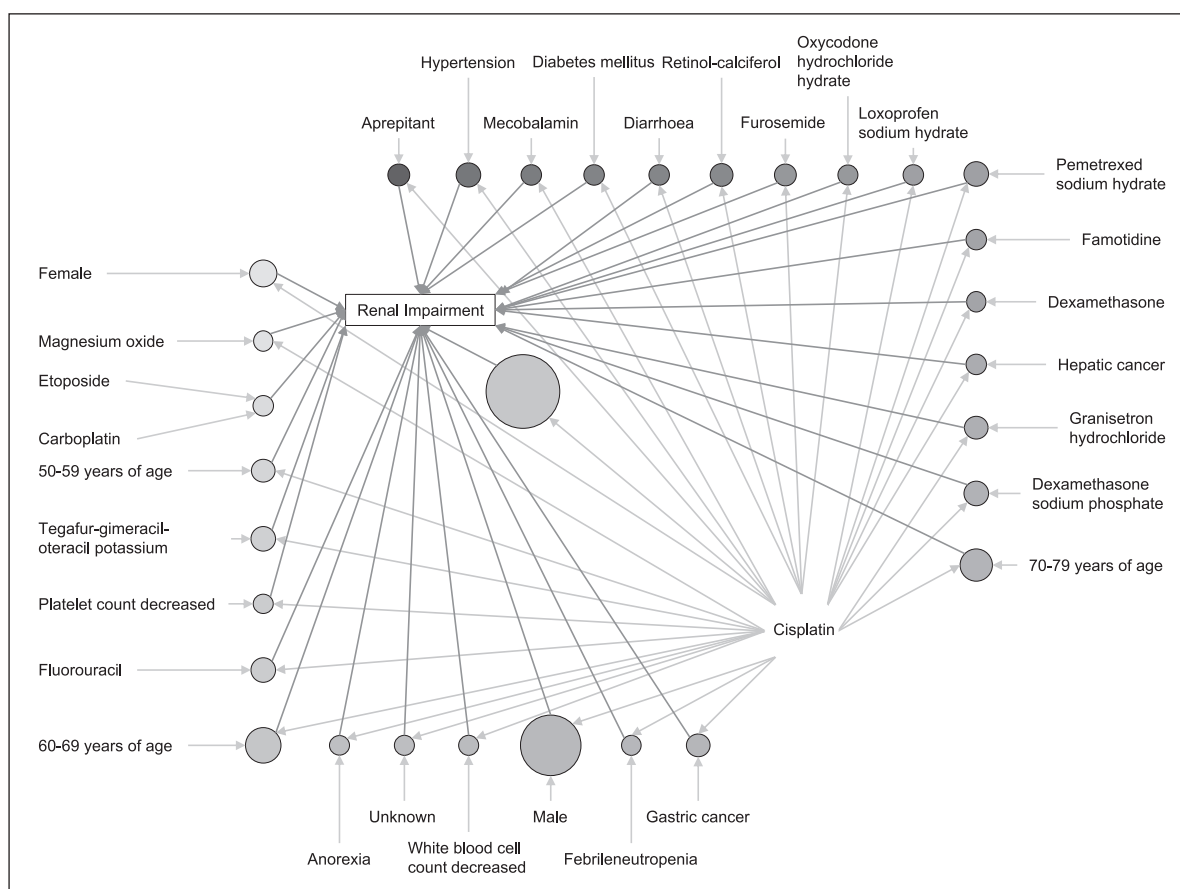 Oxycodone
hydrochloride
hydrate
Hypertension
Diabetes mellitus
Retinol-calciferol
Loxoprofen
sodium hydrate
Aprepitant
Mecobalamin
Diarrhoea
Furosemide
Pemetrexed
sodium hydrate
Famotidine
Female
Dexamethasone
Renal Impairment
Magnesium oxide
Hepatic cancer
Etoposide
Granisetron
hydrochloride
Carboplatin
50-59 years of age
Dexamethasone
sodium phosphate
Tegafur-gimeracil-
oteracil potassium
70-79 years of age
Platelet count decreased
Cisplatin
Fluorouracil
60-69 years of age
Unknown
Male
Gastric cancer
Anorexia
White blood cell
count decreased
Febrileneutropenia